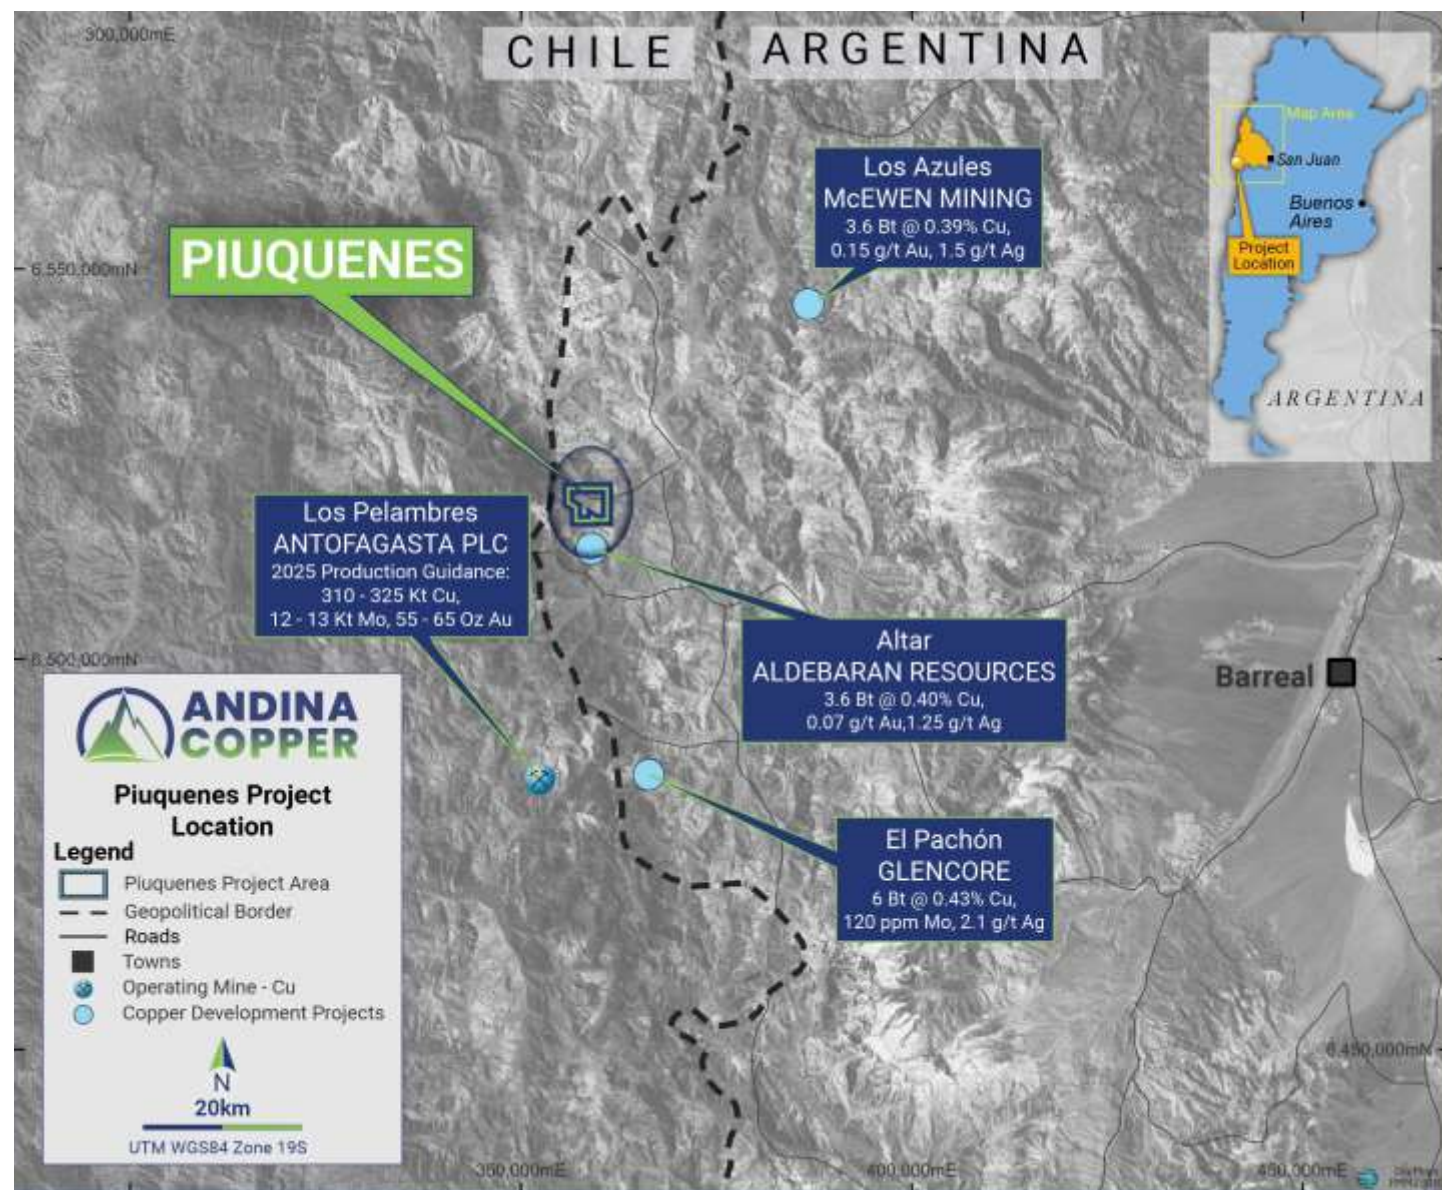 300,000mE
CHILE
ARGENTINA
Map Area
San Juan
Buenos
Aires
Project
Location
ARGENTINA
Los Azules
McEWEN MINING
3.6 Bt @ 0.39% Cu,
0.15 g/t Au, 1.5 g/t Ag
6,550,000mN
PIUQUENES
Los Pelambres
ANTOFAGASTA PLC
2025 Production Guidance:
310 - 325 Kt Cu,
12 - 13 Kt Mo, 55 - 65 Oz Au
Altar
ALDEBARAN RESOURCES
3.6 Bt @ 0.40% Cu,
0.07 g/t Au,1.25 g/t Ag
6,500,000mN
Barreal
El Pachón
GLENCORE
6 Bt @ 0.43% Cu,
120 ppm Mo, 2.1 g/t Ag
ANDINA
COPPER
Piuquenes Project
Location
Legend
Piuquenes Project Area
Geopolitical Border
Roads
Towns
Operating Mine - Cu
Copper Development Projects
N
20km
UTM WGS84 Zone 19S
6,450,000mN
350,000mE
400,000mE
450,000mE